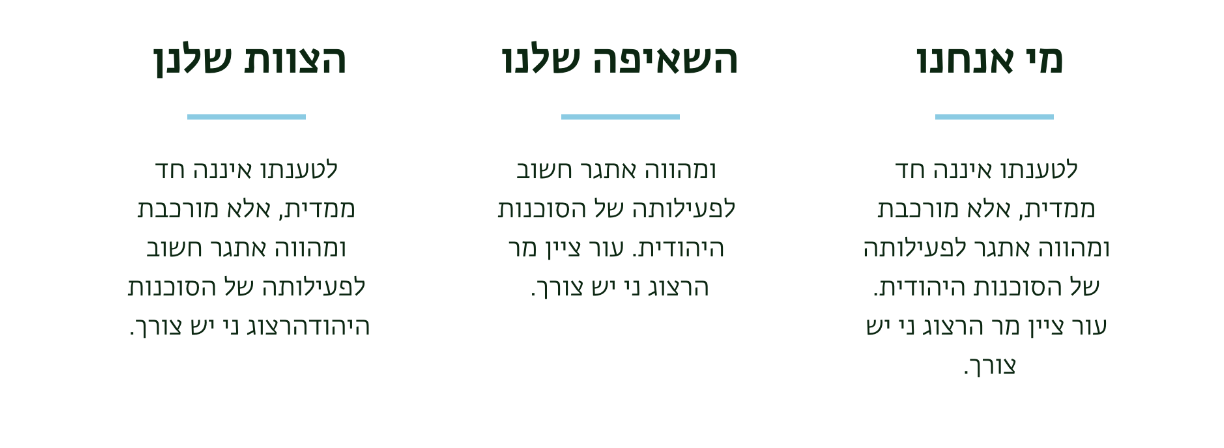 מי אנחנו
לטענתו איננה חד
ממדית, אלא מורכבת
ומהווה אתגר לפעילותה
של הסוכנות היהודית.
עור ציין מר הרצוג ני יש
צורך.
השאיפה שלנו
ומהווה אתגר חשוב
לפעילותה של הסוכנות
היהודית. עור ציין מר
הרצוג ני יש צורך.
הצוות שלנן
לטענתו איננה חד
ממדית, אלא מורכבת
ומהווה אתגר חשוב
לפעילותה של הסוכנות
היהודהרצוג ני יש צורך.